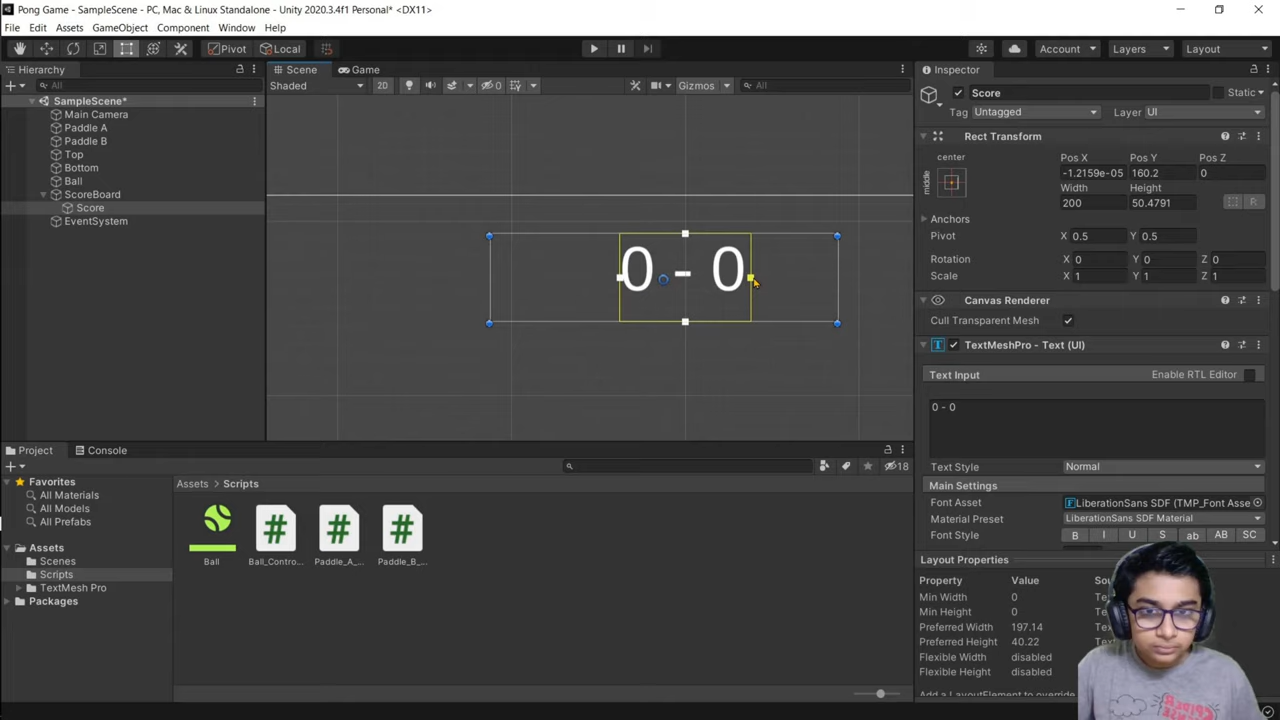 Pong Game - SampleScene - PC, Mac & Linux Standalone - Unity 2020.3.4f1 Personal* <DX11>
File Edit Assets GameObject Component Window Help
Pivot Local Account Layers Layout
Hierarchy
All
SampleScene*
Main Camera
Paddle A
Paddle B
Top
Bottom
Ball
ScoreBoard
Score
EventSystem
Scene Game
Shaded 2D 0 Gizmos All
0 - 0
Inspector
Score Static
Tag Untagged Layer UI
Rect Transform
center Pos X Pos Y Pos Z
middle -1.2159e-05 160.2 0
Width Height
200 50.4791 R
Anchors
Pivot X 0.5 Y 0.5
Rotation X 0 Y 0 Z 0
Scale X 1 Y 1 Z 1
Canvas Renderer
Cull Transparent Mesh
TextMeshPro - Text (UI)
Text Input Enable RTL Editor
0 - 0
Text Style Normal
Main Settings
Font Asset LiberationSans SDF (TMP_Font Asse
Material Preset LiberationSans SDF Material
Font Style B I U S ab AB SC
Layout Properties
Property Value
Min Width 0
Min Height 0
Preferred Width 197.14
Preferred Height 40.22
Flexible Width disabled
Flexible Height disabled
Add a LayoutElement to override
Project Console
18
Favorites
All Materials
All Models
All Prefabs
Assets
Scenes
Scripts
TextMesh Pro
Packages
Assets > Scripts
Ball Ball_Contro... Paddle_A_... Paddle_B_...